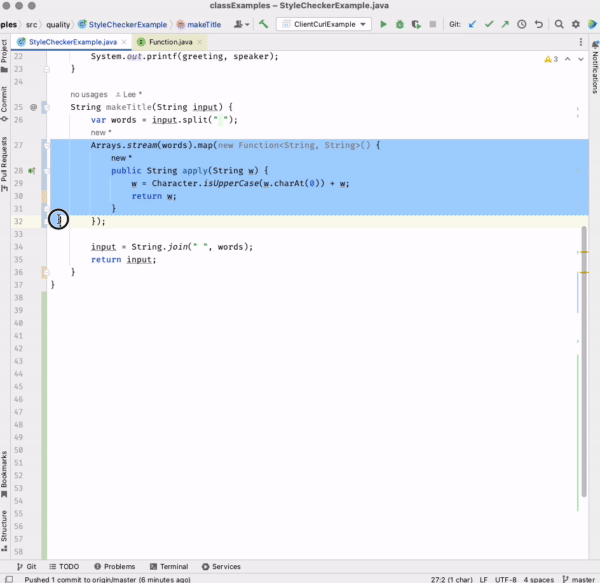 classExamples – StyleCheckerExample.java
ples
src
quality
StyleCheckerExample
makeTitle
ClientCurlExample
Git:
StyleCheckerExample.java
Function.java
Project
Commit
Pull Requests
Bookmarks
Structure
Notifications
3
22 System.out.printf(greeting, speaker);
23 }
24
no usages Lee *
25 @ String makeTitle(String input) {
26 var words = input.split(" ");
new *
27 Arrays.stream(words).map(new Function<String, String>() {
new *
28 public String apply(String w) {
29 w = Character.isUpperCase(w.charAt(0)) + w;
30 return w;
31 }
32 });
33
34 input = String.join(" ", words);
35 return input;
36 }
37 }
38
39
40
41
42
43
44
45
46
47
48
49
50
51
52
53
54
55
56
57
58
Git TODO Problems Terminal Services
Pushed 1 commit to origin/master (6 minutes ago) 27:2 (1 char) LF UTF-8 4 spaces master